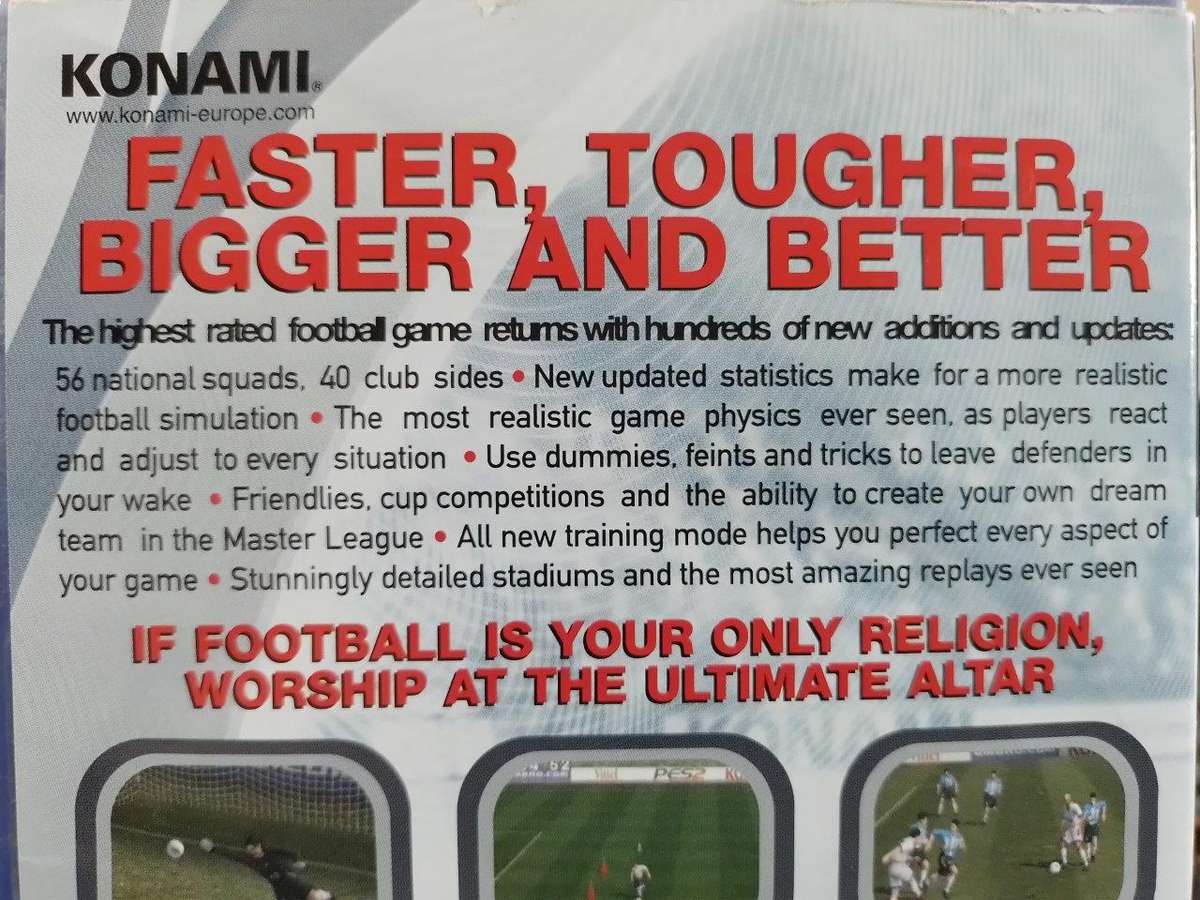 KONAMI®
www.konami-europe.com
FASTER, TOUGHER,
BIGGER AND BETTER
The highest rated football game returns with hundreds of new additions and updates:
56 national squads, 40 club sides • New updated statistics make for a more realistic
football simulation • The most realistic game physics ever seen, as players react
and adjust to every situation • Use dummies, feints and tricks to leave defenders in
your wake • Friendlies, cup competitions and the ability to create your own dream
team in the Master League • All new training mode helps you perfect every aspect of
your game • Stunningly detailed stadiums and the most amazing replays ever seen
IF FOOTBALL IS YOUR ONLY RELIGION,
WORSHIP AT THE ULTIMATE ALTAR
PES2